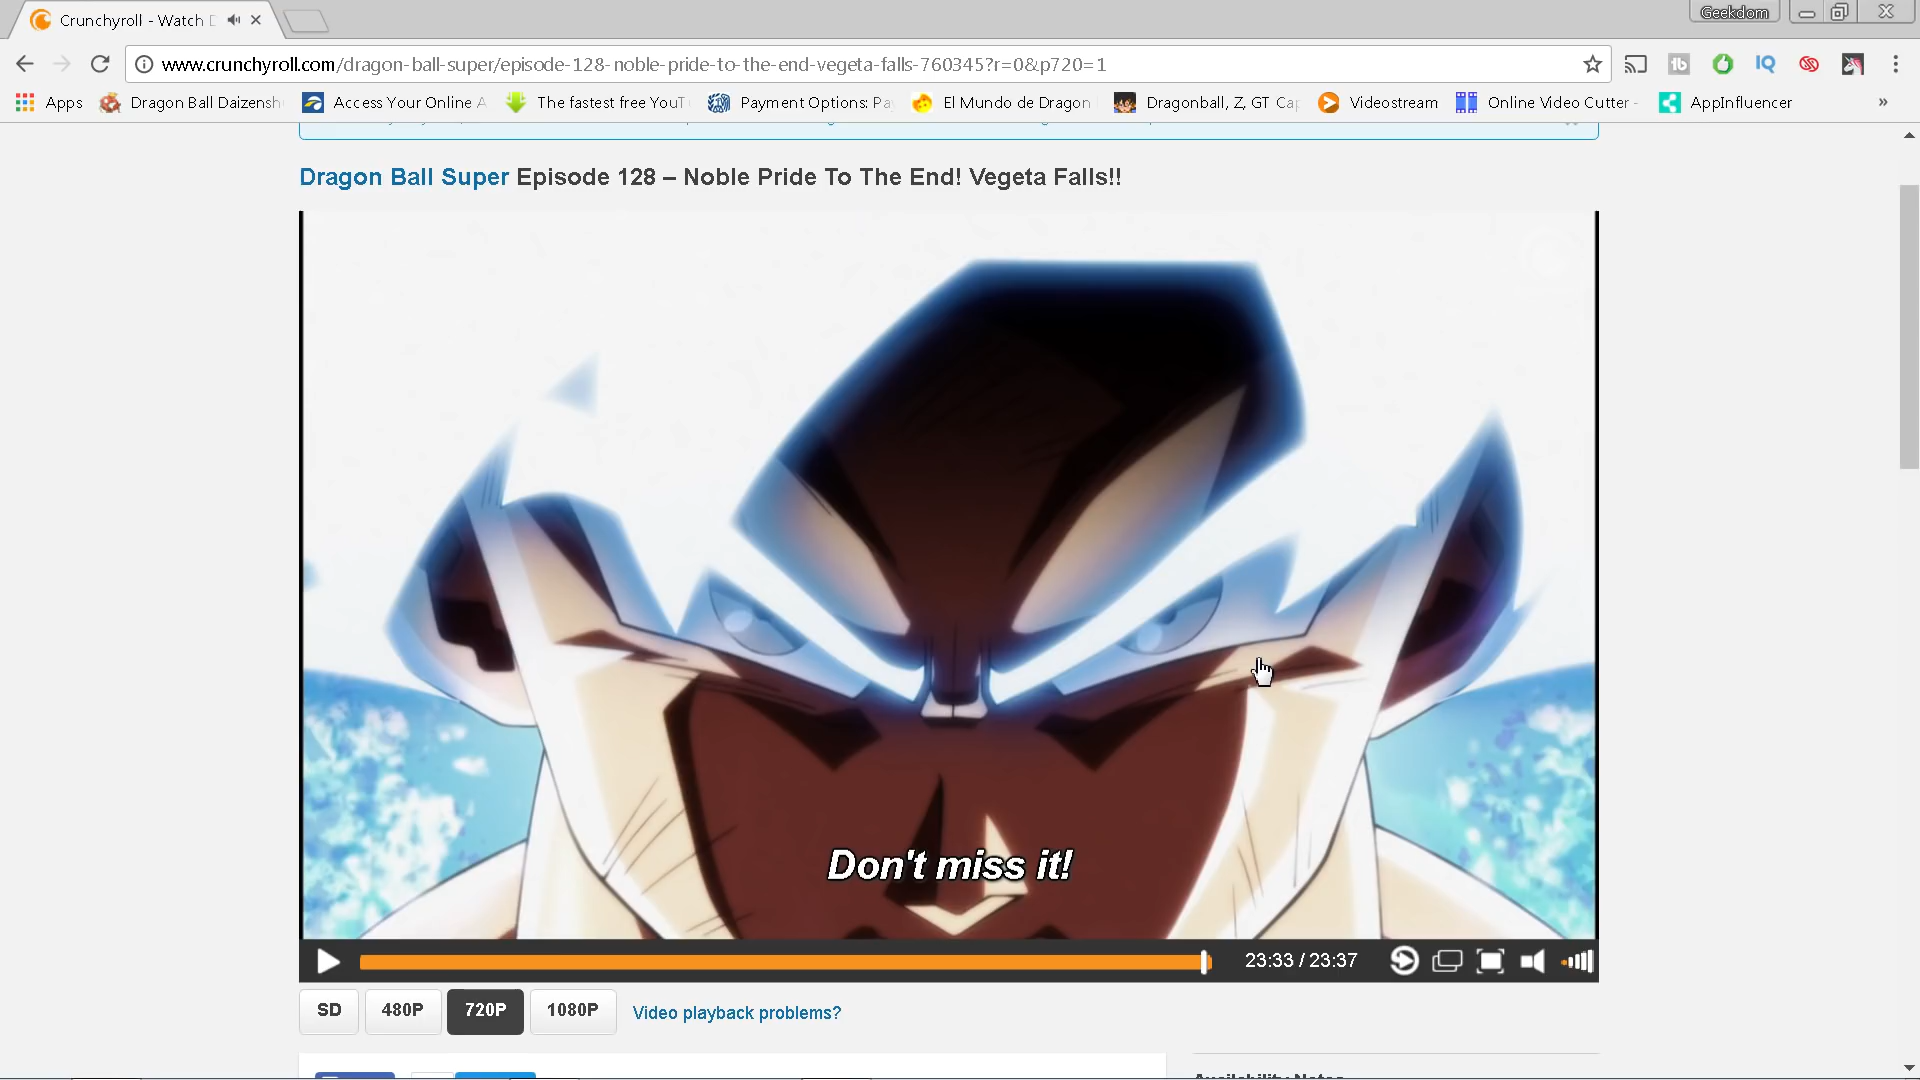 Crunchyroll - Watch D
Geekdom
www.crunchyroll.com/dragon-ball-super/episode-128-noble-pride-to-the-end-vegeta-falls-760345?r=0&p720=1
Apps Dragon Ball Daizensh Access Your Online A The fastest free YouT Payment Options: Pa El Mundo de Dragon Dragonball, Z, GT Ca Videostream Online Video Cutter - AppInfluencer »
Dragon Ball Super Episode 128 – Noble Pride To The End! Vegeta Falls!!
Don't miss it!
23:33 / 23:37
SD 480P 720P 1080P Video playback problems?
Availability Notes